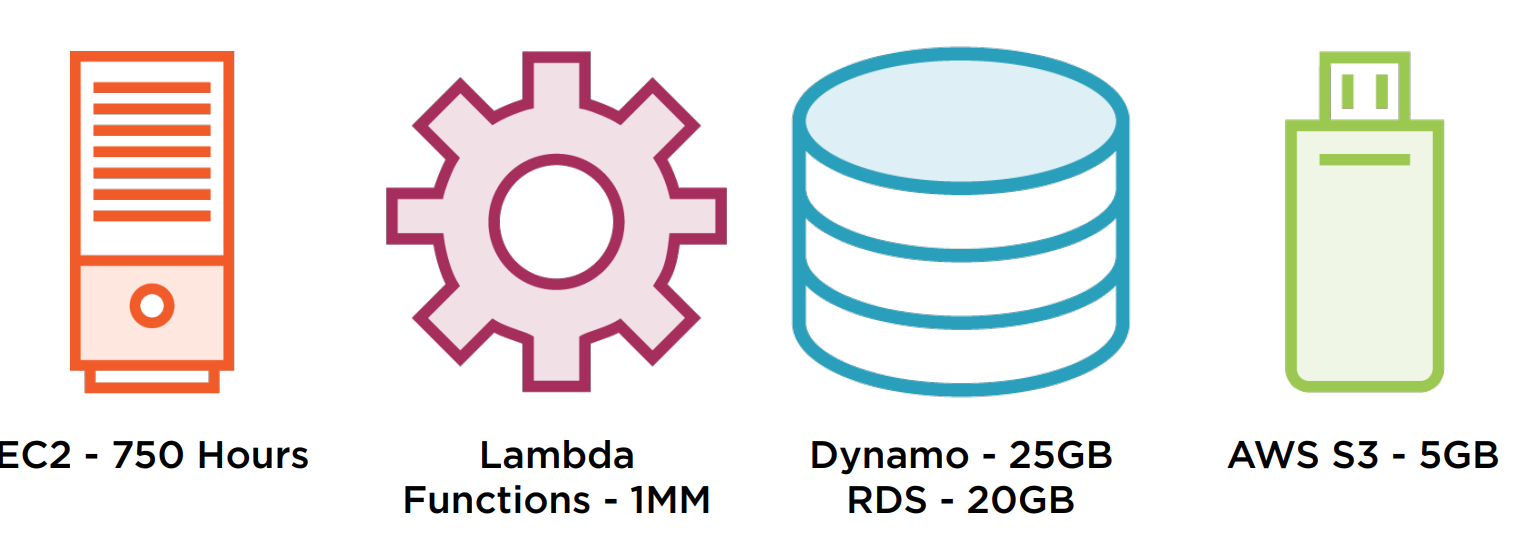 EC2 - 750 Hours
Lambda
Functions - 1MM
Dynamo - 25GB
RDS - 20GB
AWS S3 - 5GB